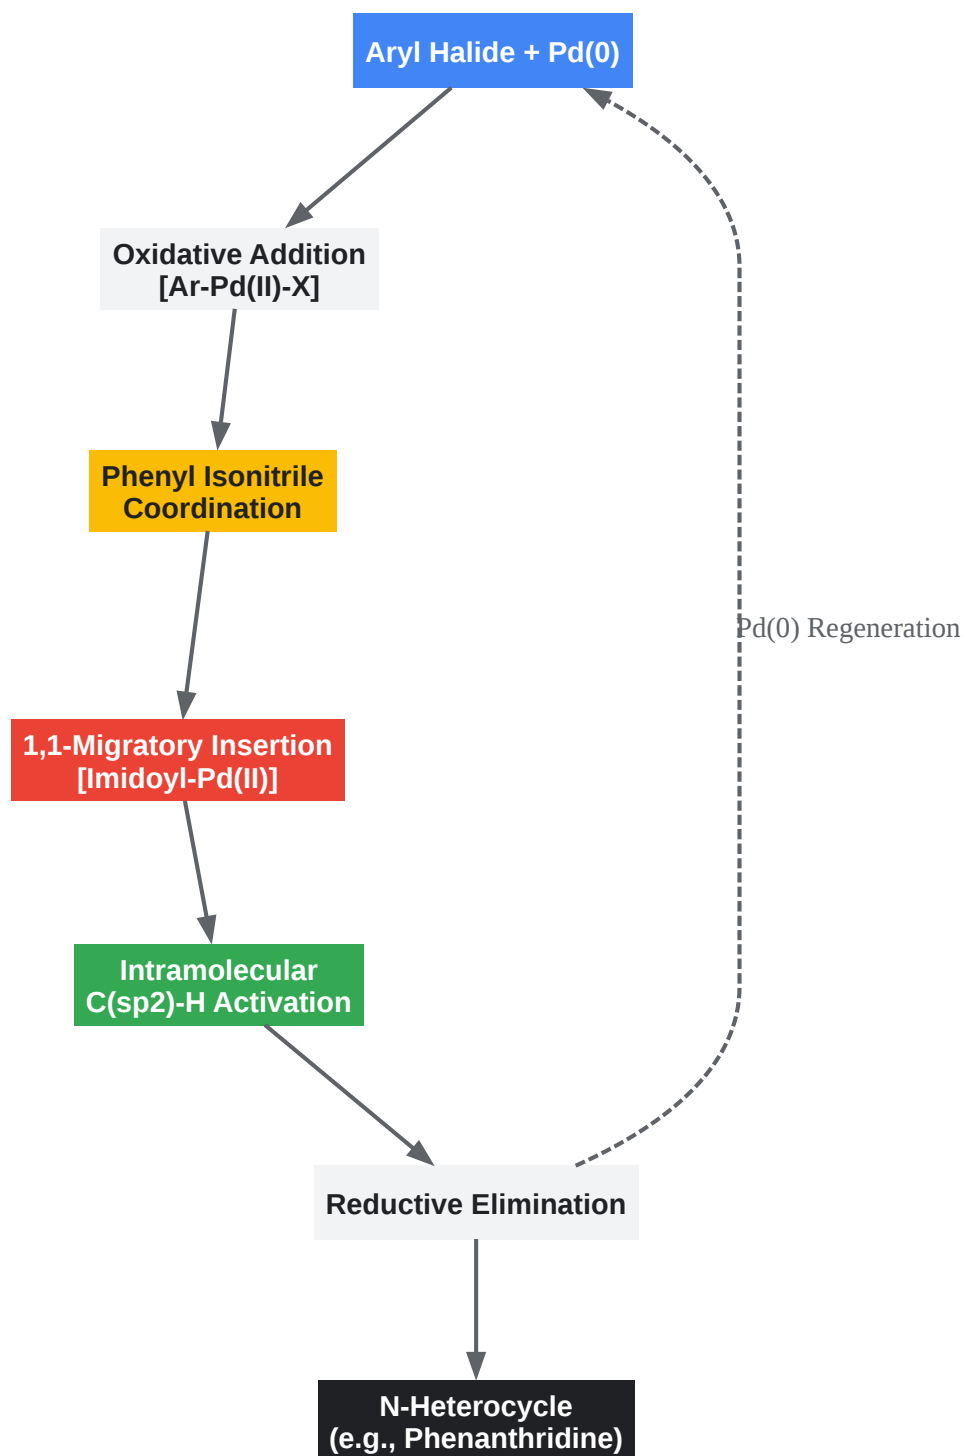 Aryl Halide + Pd(0)
Oxidative Addition
[Ar-Pd(II)-X]
Phenyl Isonitrile
Coordination
Pd(0) Regeneration
1,1-Migratory Insertion
[Imidoyl-Pd(II)]
Intramolecular
C(sp2)-H Activation
Reductive Elimination
N-Heterocycle
(e.g., Phenanthridine)